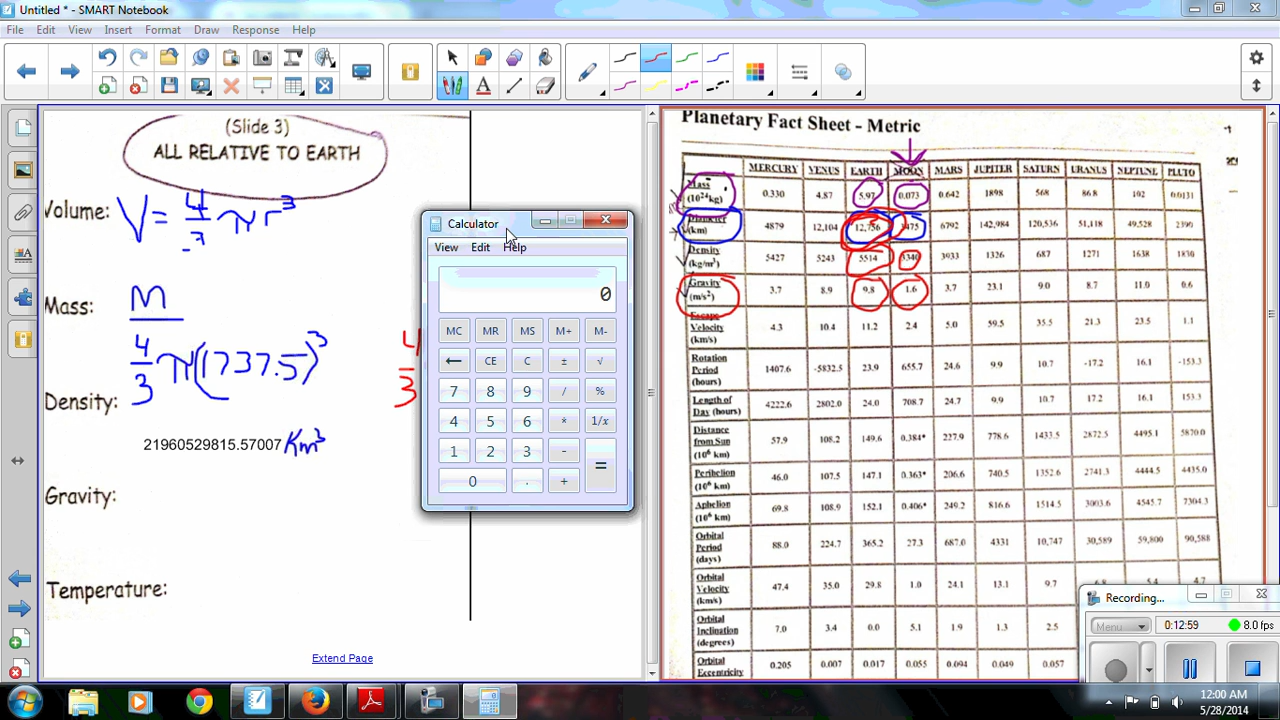 Untitled * - SMART Notebook
File Edit View Insert Format Draw Response Help
(Slide 3)
ALL RELATIVE TO EARTH
Volume: V = 4/3 π r³
Mass: M
4/3 π(1737.5)³
Density:
21960529815.57007 Km³
Gravity:
Temperature:
Extend Page
4
3
Calculator
View Edit Help
0
MC MR MS M+ M-
← CE C ± √
7 8 9 / %
4 5 6 * 1/x
1 2 3 - =
0 . +
Planetary Fact Sheet - Metric
MERCURY VENUS EARTH MOON MARS JUPITER SATURN URANUS NEPTUNE PLUTO
Mass (10²⁴kg) 0.330 4.87 5.97 0.073 0.642 1898 568 86.8 102 0.0131
Diameter (km) 4879 12,104 12,756 3475 6792 142,984 120,536 51,118 49,528 2390
Density (kg/m³) 5427 5243 5514 3340 3933 1326 687 1271 1638 1830
Gravity (m/s²) 3.7 8.9 9.8 1.6 3.7 23.1 9.0 8.7 11.0 0.6
Escape Velocity (km/s) 4.3 10.4 11.2 2.4 5.0 59.5 35.5 21.3 23.5 1.1
Rotation Period (hours) 1407.6 -5832.5 23.9 655.7 24.6 9.9 10.7 -17.2 16.1 -153.3
Length of Day (hours) 4222.6 2802.0 24.0 708.7 24.7 9.9 10.7 17.2 16.1 153.3
Distance from Sun (10⁶ km) 57.9 108.2 149.6 0.384* 227.9 778.6 1433.5 2872.5 4495.1 5870.0
Perihelion (10⁶ km) 46.0 107.5 147.1 0.363* 206.6 740.5 1352.6 2741.3 4444.5 4435.0
Aphelion (10⁶ km) 69.8 108.9 152.1 0.406* 249.2 816.6 1514.5 3003.6 4545.7 7304.3
Orbital Period (days) 88.0 224.7 365.2 27.3 687.0 4331 10,747 30,589 59,800 90,588
Orbital Velocity (km/s) 47.4 35.0 29.8 1.0 24.1 13.1 9.7 6.8 5.4 4.7
Orbital Inclination (degrees) 7.0 3.4 0.0 5.1 1.9 1.3 2.5
Orbital Eccentricity 0.205 0.007 0.017 0.055 0.094 0.049 0.057
Recording...
Menu 0:12:59 8.0 fps
12:00 AM
5/28/2014